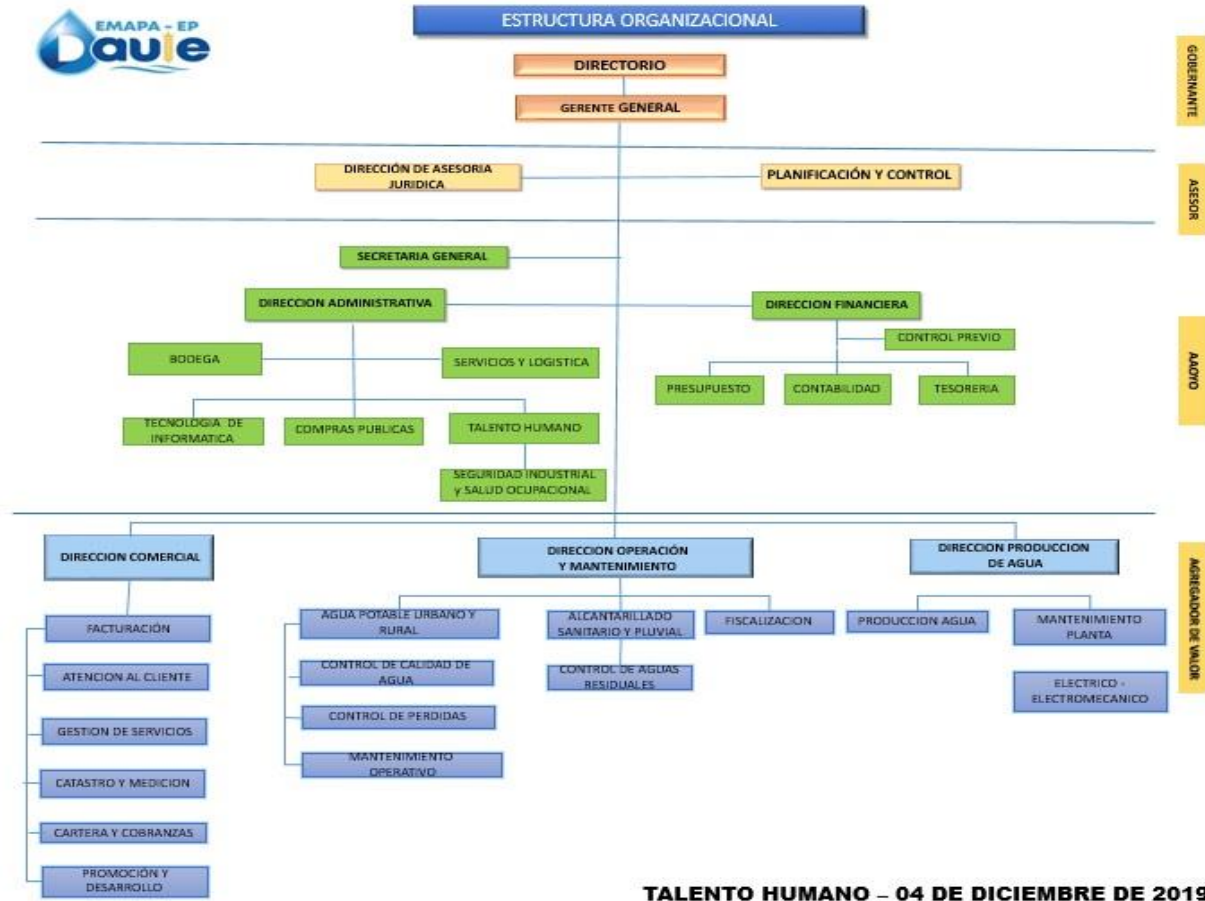 EMAPA - EP
Daule
ESTRUCTURA ORGANIZACIONAL
DIRECTORIO
GERENTE GENERAL
GOBERNANTE
DIRECCIÓN DE ASESORIA
JURIDICA
PLANIFICACIÓN Y CONTROL
ASESOR
SECRETARIA GENERAL
DIRECCION ADMINISTRATIVA
DIRECCION FINANCIERA
CONTROL PREVIO
BODEGA
SERVICIOS Y LOGISTICA
PRESUPUESTO
CONTABILIDAD
TESORERIA
TECNOLOGIA DE
INFORMATICA
COMPRAS PUBLICAS
TALENTO HUMANO
SEGURIDAD INDUSTRIAL
y SALUD OCUPACIONAL
AAOYO
DIRECCION COMERCIAL
DIRECCION OPERACIÓN
Y MANTENIMIENTO
DIRECCION PRODUCCION
DE AGUA
FACTURACIÓN
AGUA POTABLE URBANO Y
RURAL
ALCANTARILLADO
SANITARIO Y PLUVIAL
FISCALIZACION
PRODUCCION AGUA
MANTENIMIENTO
PLANTA
ATENCION AL CLIENTE
CONTROL DE CALIDAD DE
AGUA
CONTROL DE AGUAS
RESIDUALES
ELECTRICO -
ELECTROMECANICO
GESTION DE SERVICIOS
CONTROL DE PERDIDAS
CATASTRO Y MEDICION
MANTENIMIENTO
OPERATIVO
CARTERA Y COBRANZAS
PROMOCIÓN Y
DESARROLLO
AGREGADOR DE VALOR
TALENTO HUMANO – 04 DE DICIEMBRE DE 2019